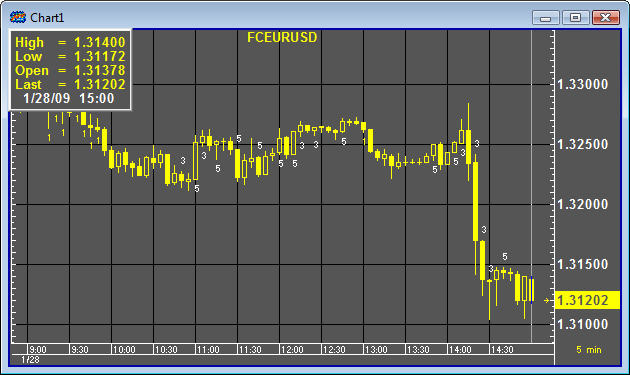 Chart1
FCEURUSD
High = 1.31400
Low = 1.31172
Open = 1.31378
Last = 1.31202
1/28/09 15:00
1.33000
1.32500
1.32000
1.31500
1.31202
1.31000
9:00 9:30 10:00 10:30 11:00 11:30 12:00 12:30 13:00 13:30 14:00 14:30
1/28
5 min